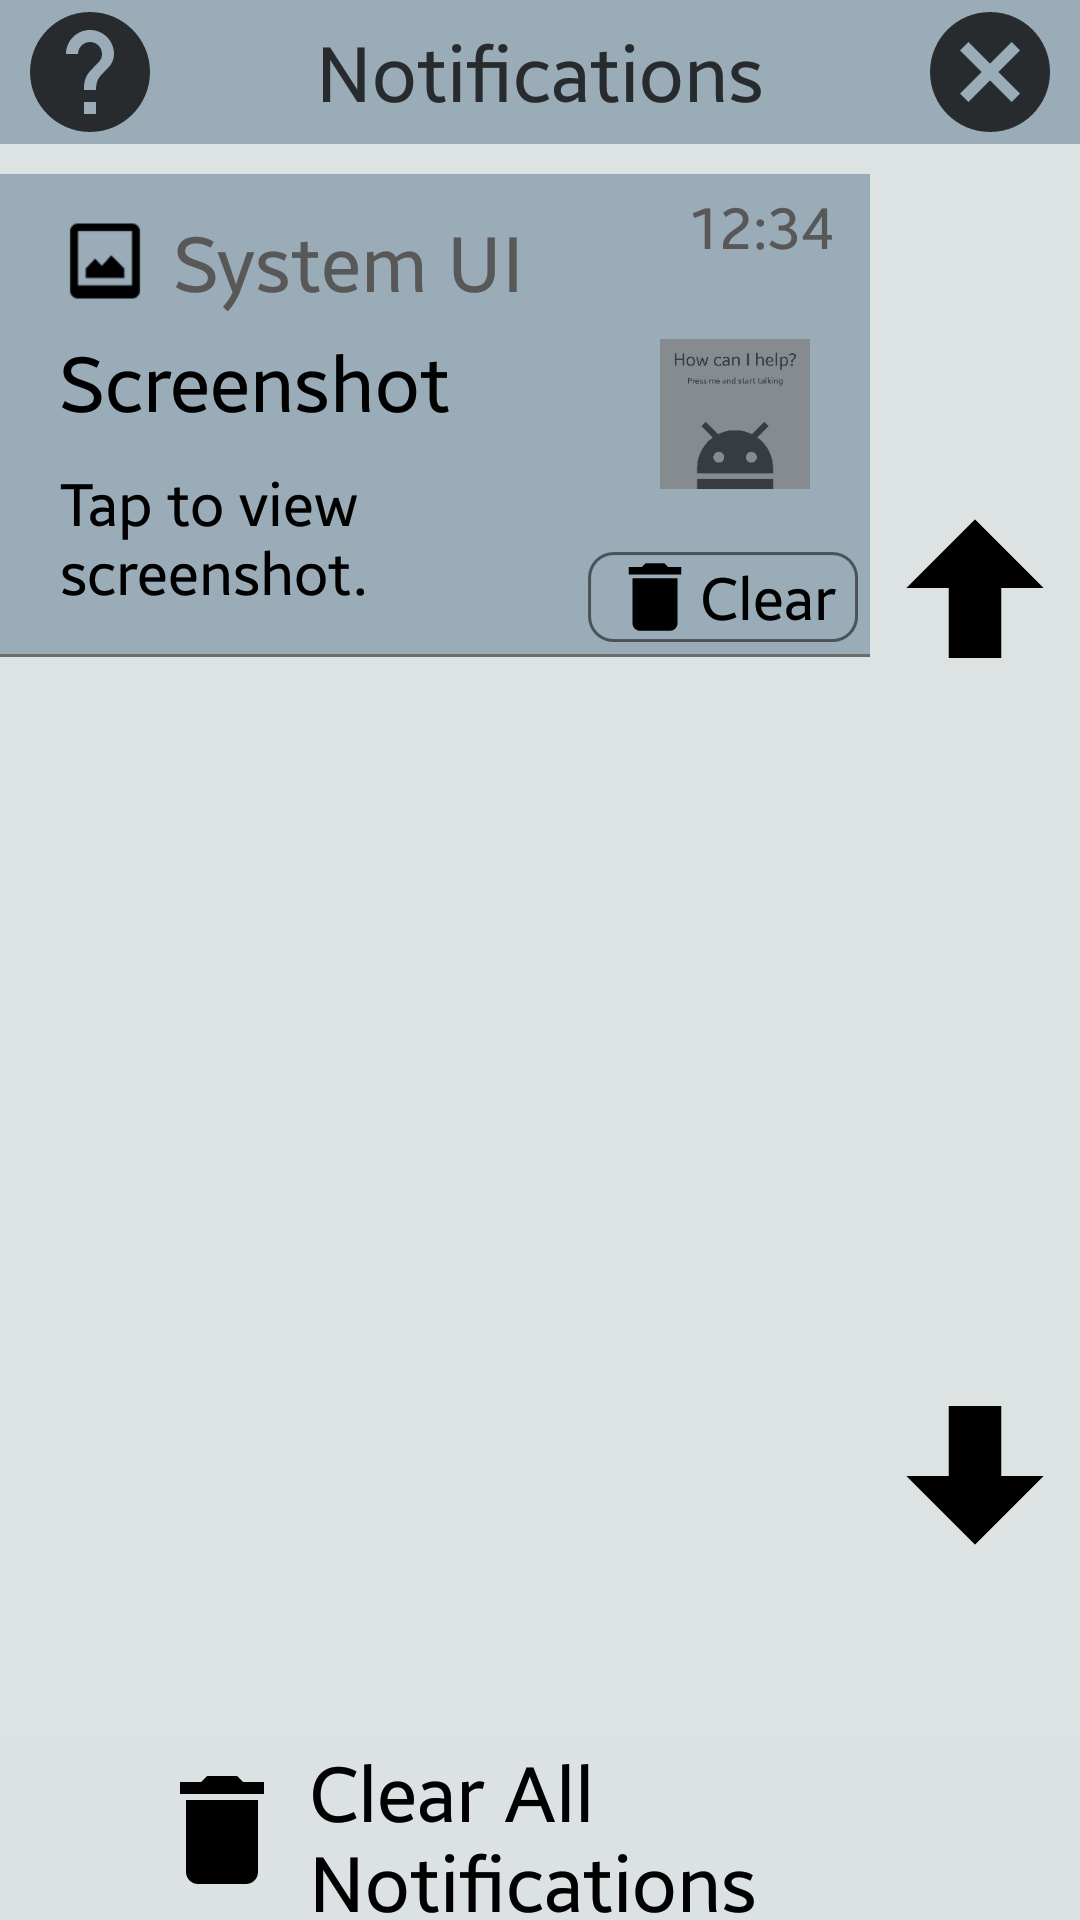 Notifications
System UI
12:34
Screenshot
How can I help?
Press me and start talking
Tap to view
screenshot.
Clear
Clear All
Notifications